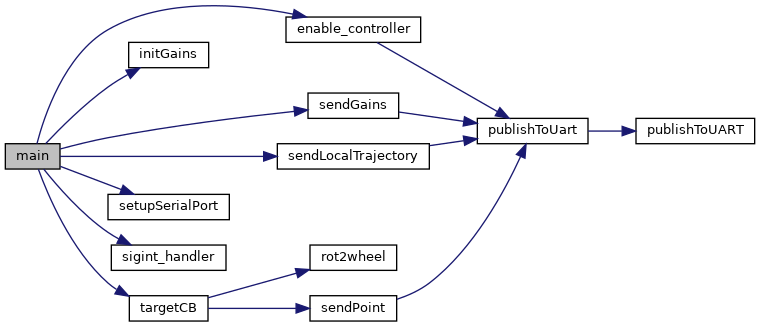 enable_controller
initGains
sendGains
publishToUart
publishToUART
main
sendLocalTrajectory
setupSerialPort
sigint_handler
rot2wheel
targetCB
sendPoint